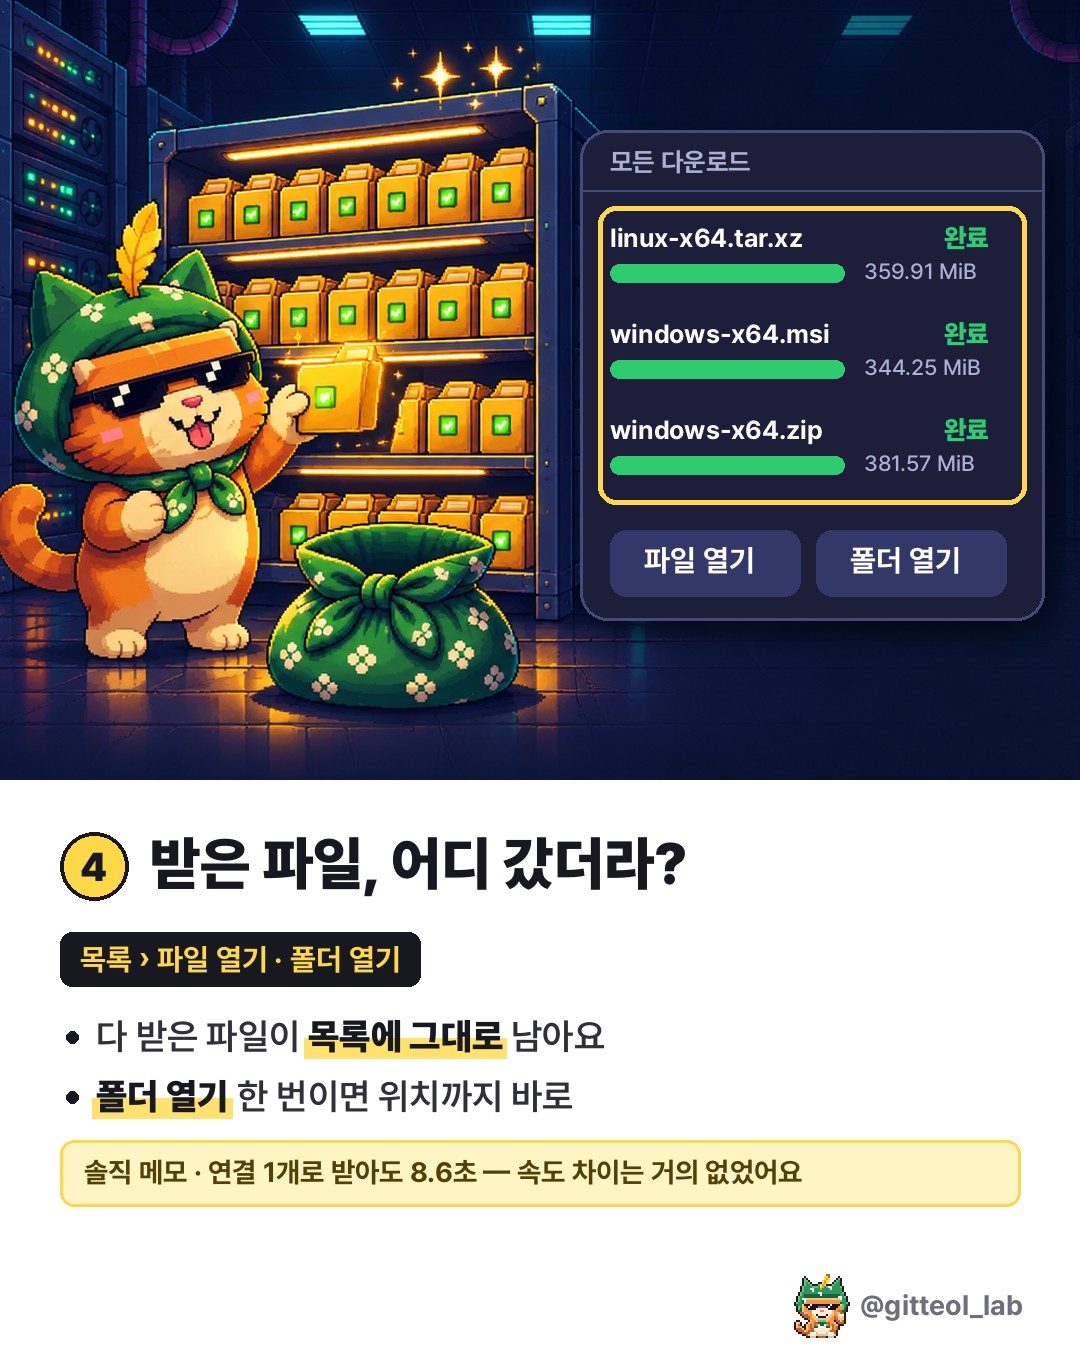 모든 다운로드
linux-x64.tar.xz 완료
359.91 MiB
windows-x64.msi 완료
344.25 MiB
windows-x64.zip 완료
381.57 MiB
파일 열기 폴더 열기
4 받은 파일, 어디 갔더라?
목록 › 파일 열기 · 폴더 열기
• 다 받은 파일이 목록에 그대로 남아요
• 폴더 열기 한 번이면 위치까지 바로
솔직 메모 · 연결 1개로 받아도 8.6초 — 속도 차이는 거의 없었어요
@gitteol_lab